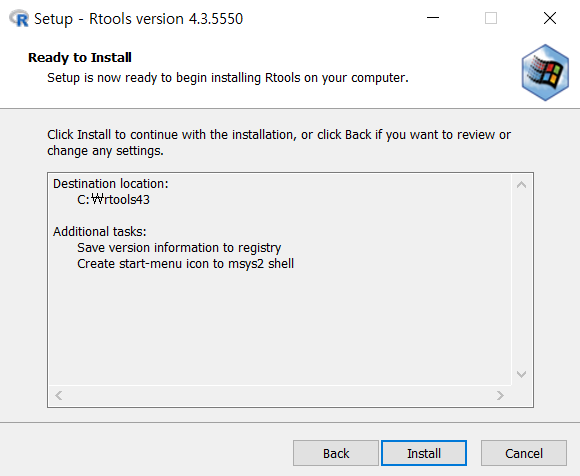 Setup - Rtools version 4.3.5550
Ready to Install
Setup is now ready to begin installing Rtools on your computer.
Click Install to continue with the installation, or click Back if you want to review or
change any settings.
Destination location:
C:₩rtools43
Additional tasks:
Save version information to registry
Create start-menu icon to msys2 shell
Back
Install
Cancel